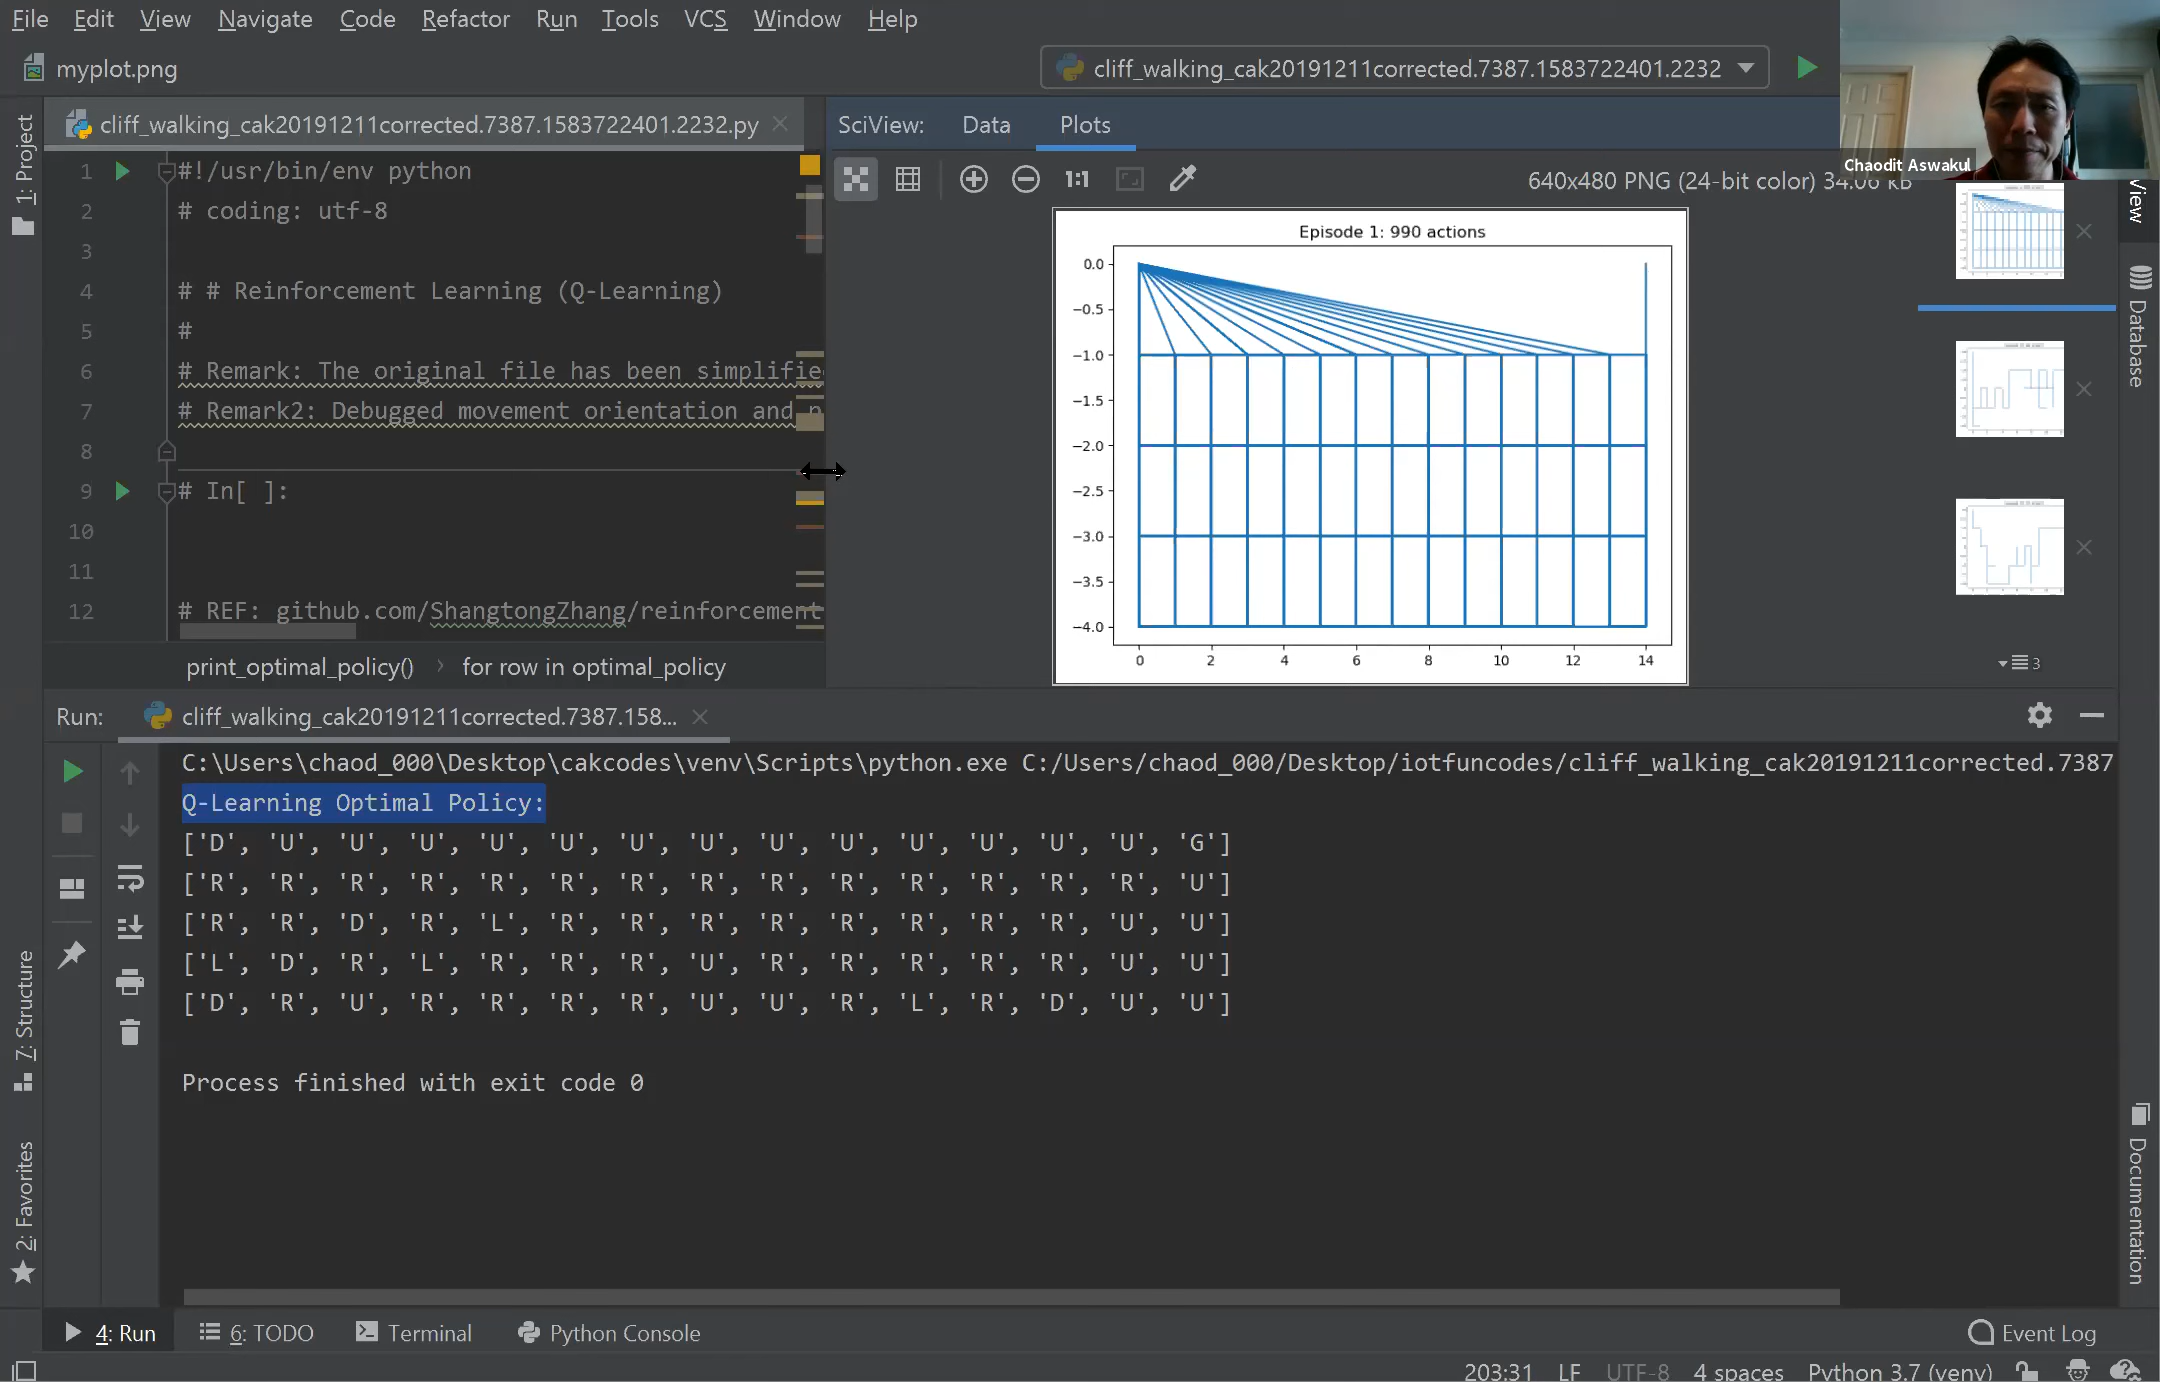 File Edit View Navigate Code Refactor Run Tools VCS Window Help
myplot.png
cliff_walking_cak20191211corrected.7387.1583722401.2232
Chaodit Aswakul
1: Project
cliff_walking_cak20191211corrected.7387.1583722401.2232.py
SciView: Data Plots
1:1
640x480 PNG (24-bit color) 34.06 kB
View
Database
1 #!/usr/bin/env python
2 # coding: utf-8
3
4 # # Reinforcement Learning (Q-Learning)
5 #
6 # Remark: The original file has been simplifie
7 # Remark2: Debugged movement orientation and
8
9 # In[ ]:
10
11
12 # REF: github.com/ShangtongZhang/reinforcement
Episode 1: 990 actions
0.0
−0.5
−1.0
−1.5
−2.0
−2.5
−3.0
−3.5
−4.0
0 2 4 6 8 10 12 14
3
print_optimal_policy() › for row in optimal_policy
Run: cliff_walking_cak20191211corrected.7387.158...
C:\Users\chaod_000\Desktop\cakcodes\venv\Scripts\python.exe C:/Users/chaod_000/Desktop/iotfuncodes/cliff_walking_cak20191211corrected.7387
Q-Learning Optimal Policy:
['D', 'U', 'U', 'U', 'U', 'U', 'U', 'U', 'U', 'U', 'U', 'U', 'U', 'U', 'G']
['R', 'R', 'R', 'R', 'R', 'R', 'R', 'R', 'R', 'R', 'R', 'R', 'R', 'R', 'U']
['R', 'R', 'D', 'R', 'L', 'R', 'R', 'R', 'R', 'R', 'R', 'R', 'R', 'U', 'U']
['L', 'D', 'R', 'L', 'R', 'R', 'R', 'U', 'R', 'R', 'R', 'R', 'R', 'U', 'U']
['D', 'R', 'U', 'R', 'R', 'R', 'R', 'U', 'U', 'R', 'L', 'R', 'D', 'U', 'U']
Process finished with exit code 0
7: Structure
2: Favorites
Documentation
4: Run 6: TODO Terminal Python Console Event Log
203:31 LF UTF-8 4 spaces Python 3.7 (venv)